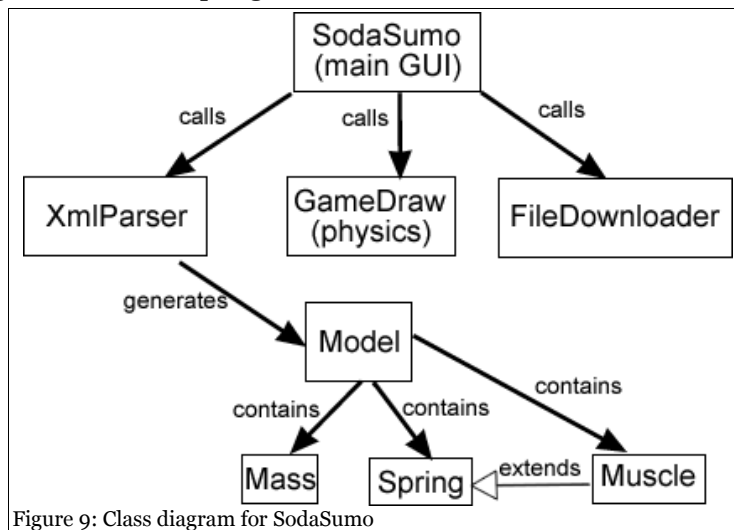 SodaSumo
(main GUI)
calls
calls
calls
XmlParser
GameDraw
(physics)
FileDownloader
generates
Model
contains
contains
contains
Mass
Spring
extends
Muscle
Figure 9: Class diagram for SodaSumo